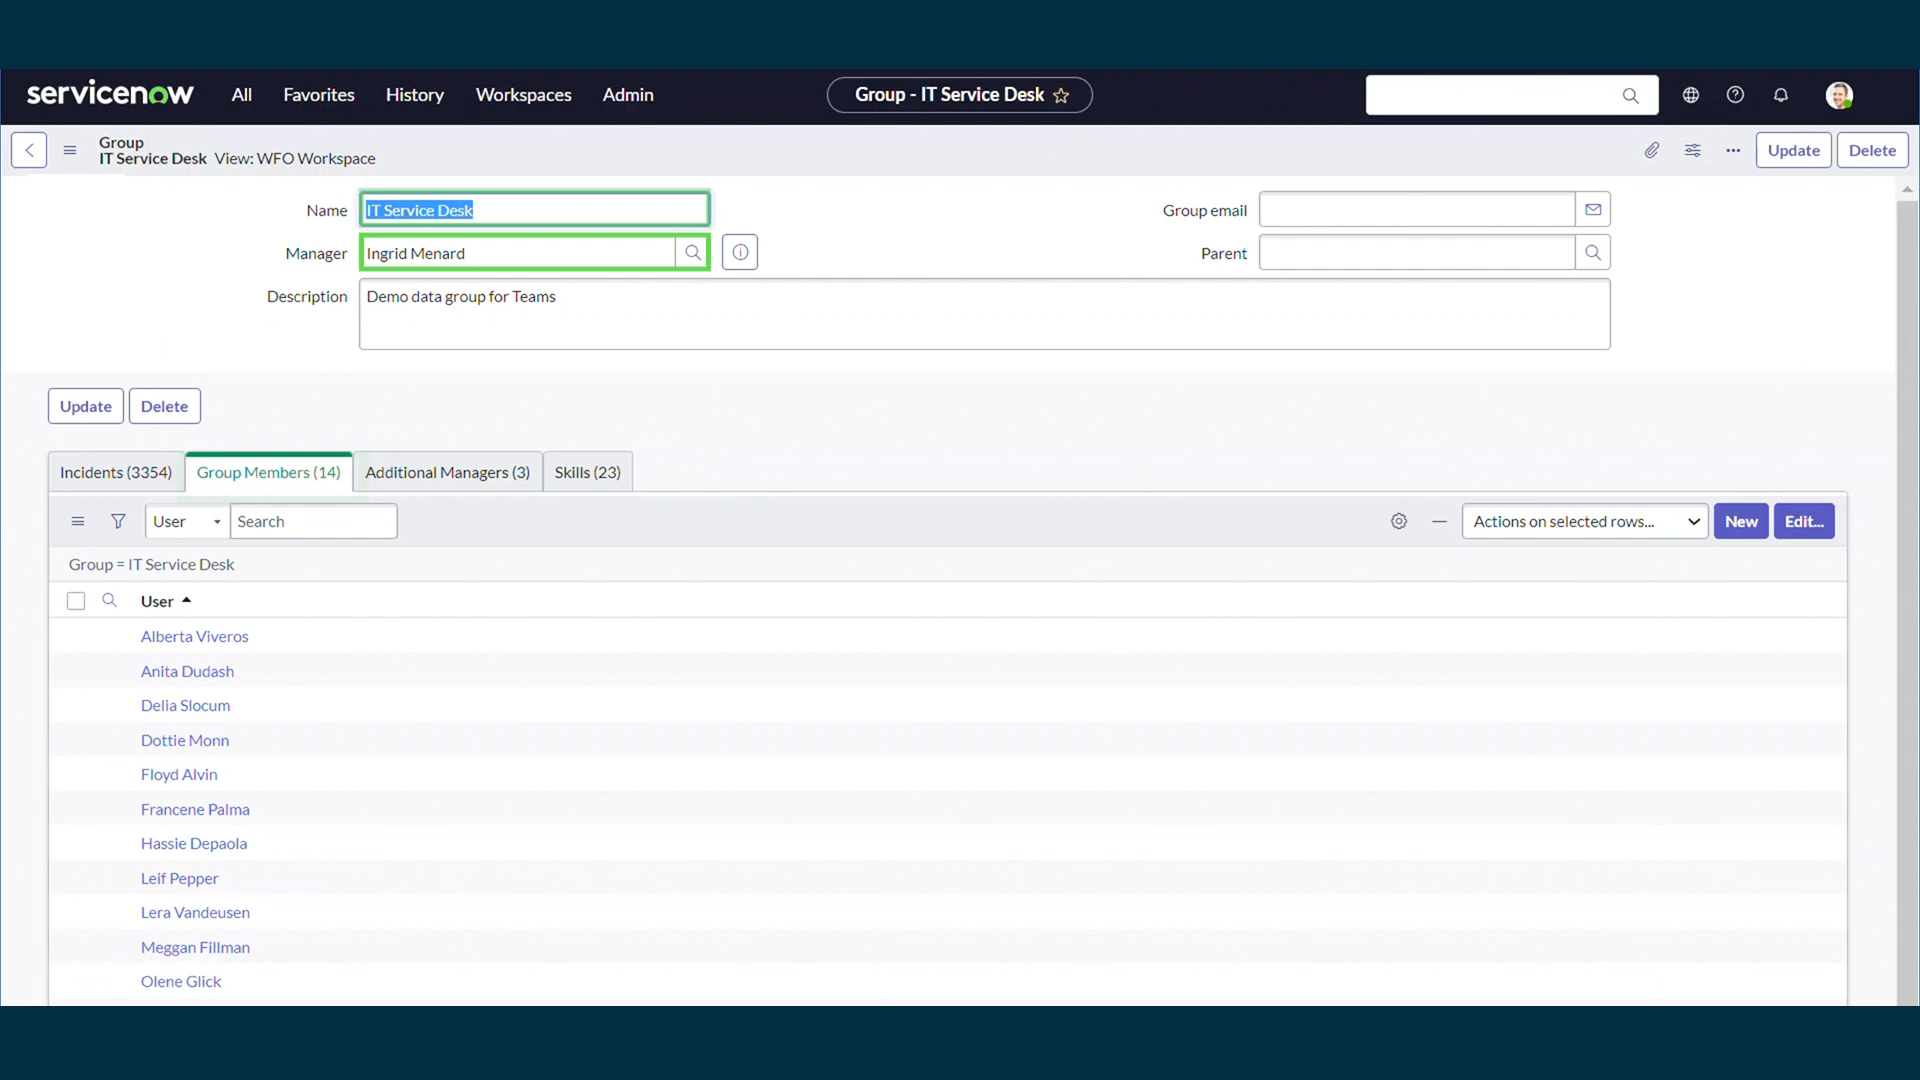 servicenow All Favorites History Workspaces Admin Group - IT Service Desk
Group
IT Service Desk View: WFO Workspace Update Delete
Name IT Service Desk Group email
Manager Ingrid Menard Parent
Description Demo data group for Teams
Update Delete
Incidents (3354) Group Members (14) Additional Managers (3) Skills (23)
User Search Actions on selected rows... New Edit...
Group = IT Service Desk
User
Alberta Viveros
Anita Dudash
Delia Slocum
Dottie Monn
Floyd Alvin
Francene Palma
Hassie Depaola
Leif Pepper
Lera Vandeusen
Meggan Fillman
Olene Glick